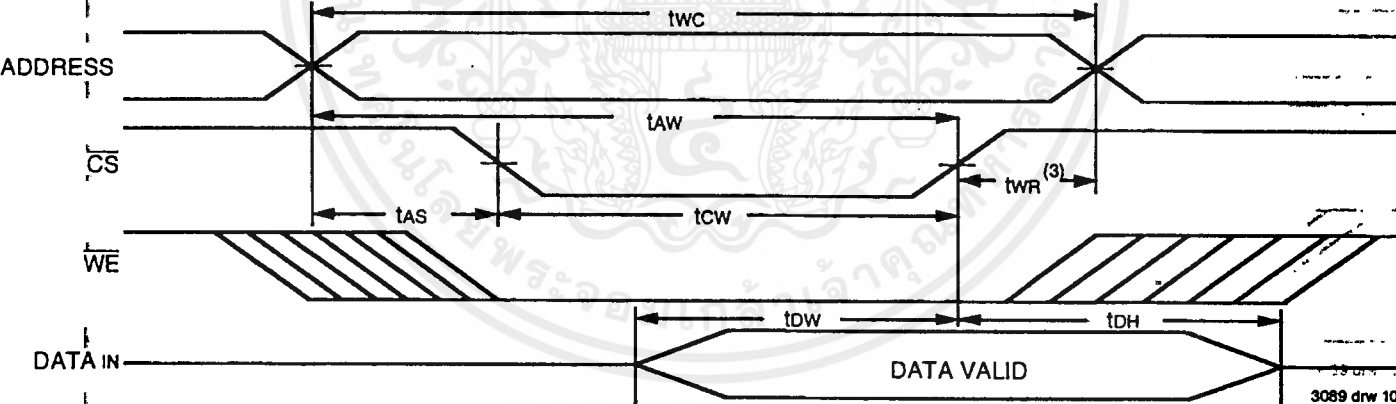 twc
ADDRESS
tAW
CS
twR (3)
tAS
tcw
WE
tDW
tDH
DATA IN
DATA VALID
3089 drw 10